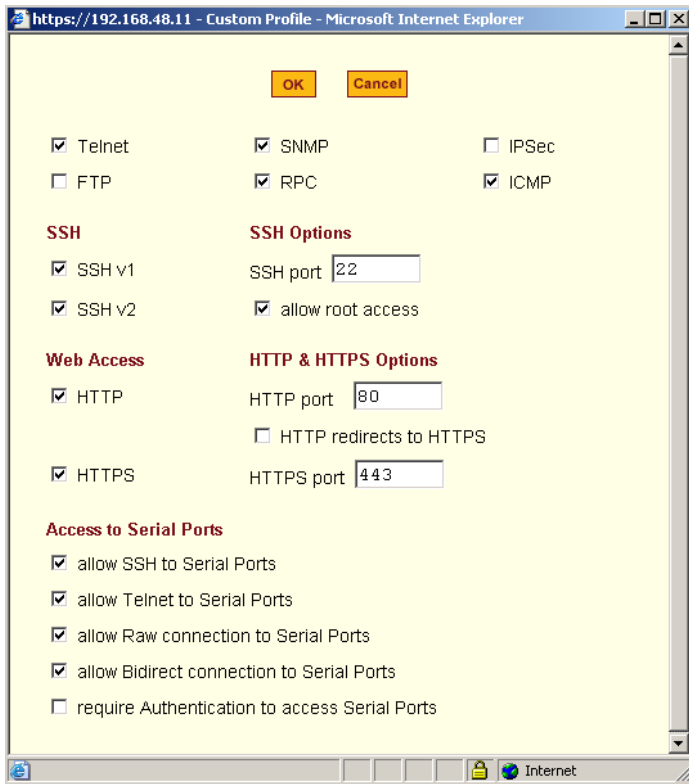 https://192.168.48.11 - Custom Profile - Microsoft Internet Explorer
OK Cancel
Telnet SNMP IPSec
FTP RPC ICMP
SSH SSH Options
SSH v1 SSH port 22
SSH v2 allow root access
Web Access HTTP & HTTPS Options
HTTP HTTP port 80
HTTP redirects to HTTPS
HTTPS HTTPS port 443
Access to Serial Ports
allow SSH to Serial Ports
allow Telnet to Serial Ports
allow Raw connection to Serial Ports
allow Bidirect connection to Serial Ports
require Authentication to access Serial Ports
Internet